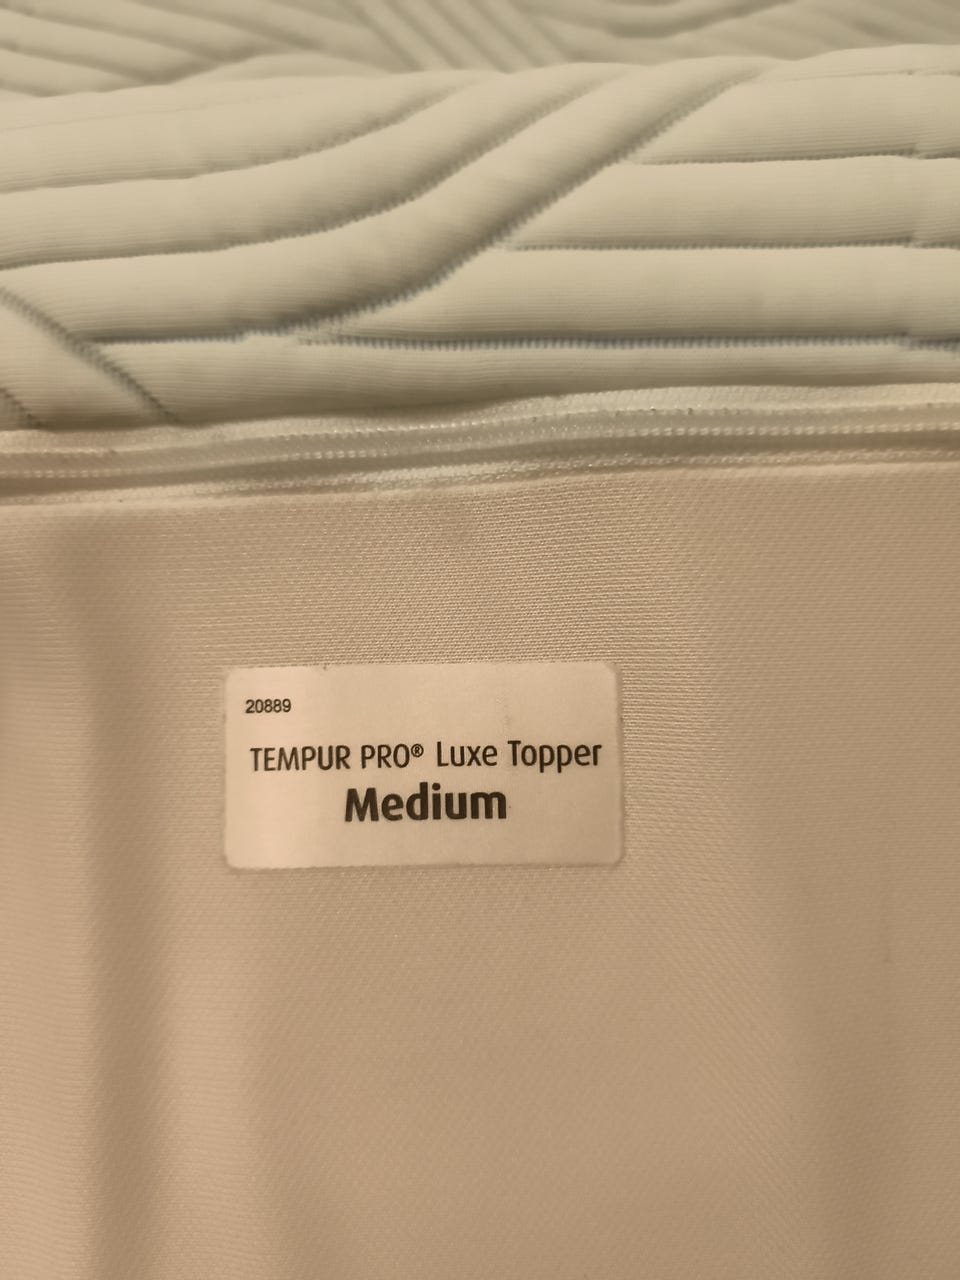 20889
TEMPUR PRO® Luxe Topper
Medium